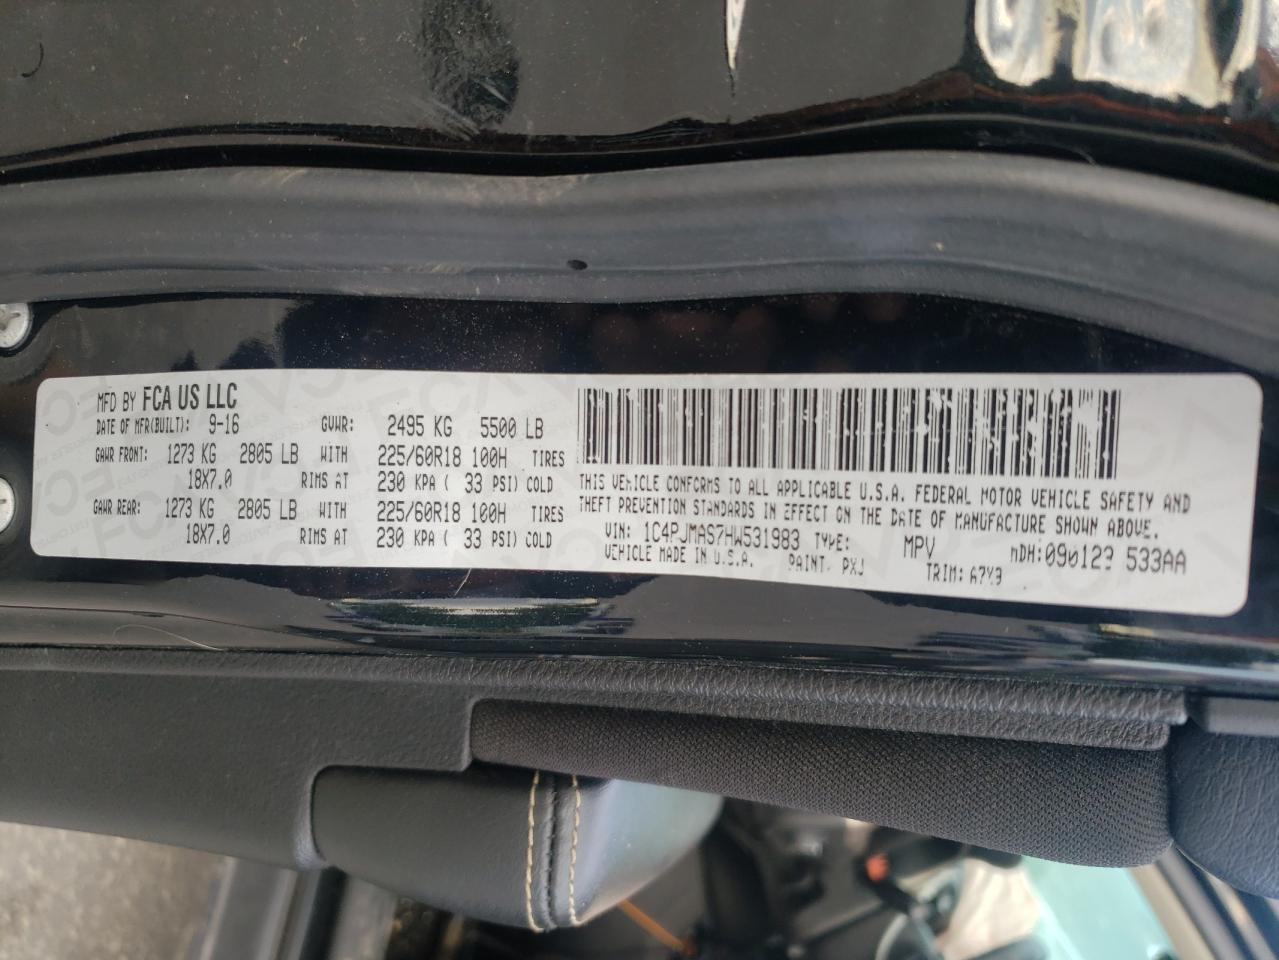 MFD BY FCA US LLC
DATE OF MFR(BUILT): 9-16 GVWR: 2495 KG 5500 LB
GAWR FRONT: 1273 KG 2805 LB WITH 225/60R18 100H TIRES
18X7.0 RIMS AT 230 KPA ( 33 PSI) COLD
GAWR REAR: 1273 KG 2805 LB WITH 225/60R18 100H TIRES
18X7.0 RIMS AT 230 KPA ( 33 PSI) COLD
THIS VEHICLE CONFORMS TO ALL APPLICABLE U.S.A. FEDERAL MOTOR VEHICLE SAFETY AND
THEFT PREVENTION STANDARDS IN EFFECT ON THE DATE OF MANUFACTURE SHOWN ABOVE.
VIN: 1C4PJMAS7HW531983 TYPE: MPV MDH: 533AA
VEHICLE MADE IN U.S.A. PAINT: PXJ TRIM: